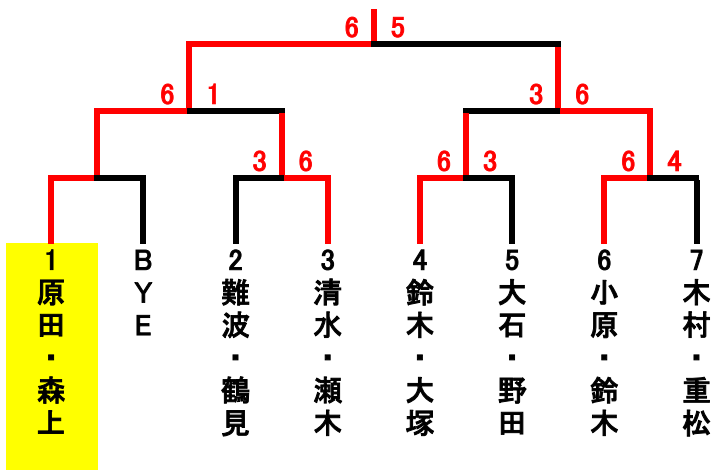 6 5
6 1
3 6
3 6
6 3
6 4
1 原田・森上
BYE
2 難波・鶴見
3 清水・瀬木
4 鈴木・大塚
5 大石・野田
6 小原・鈴木
7 木村・重松